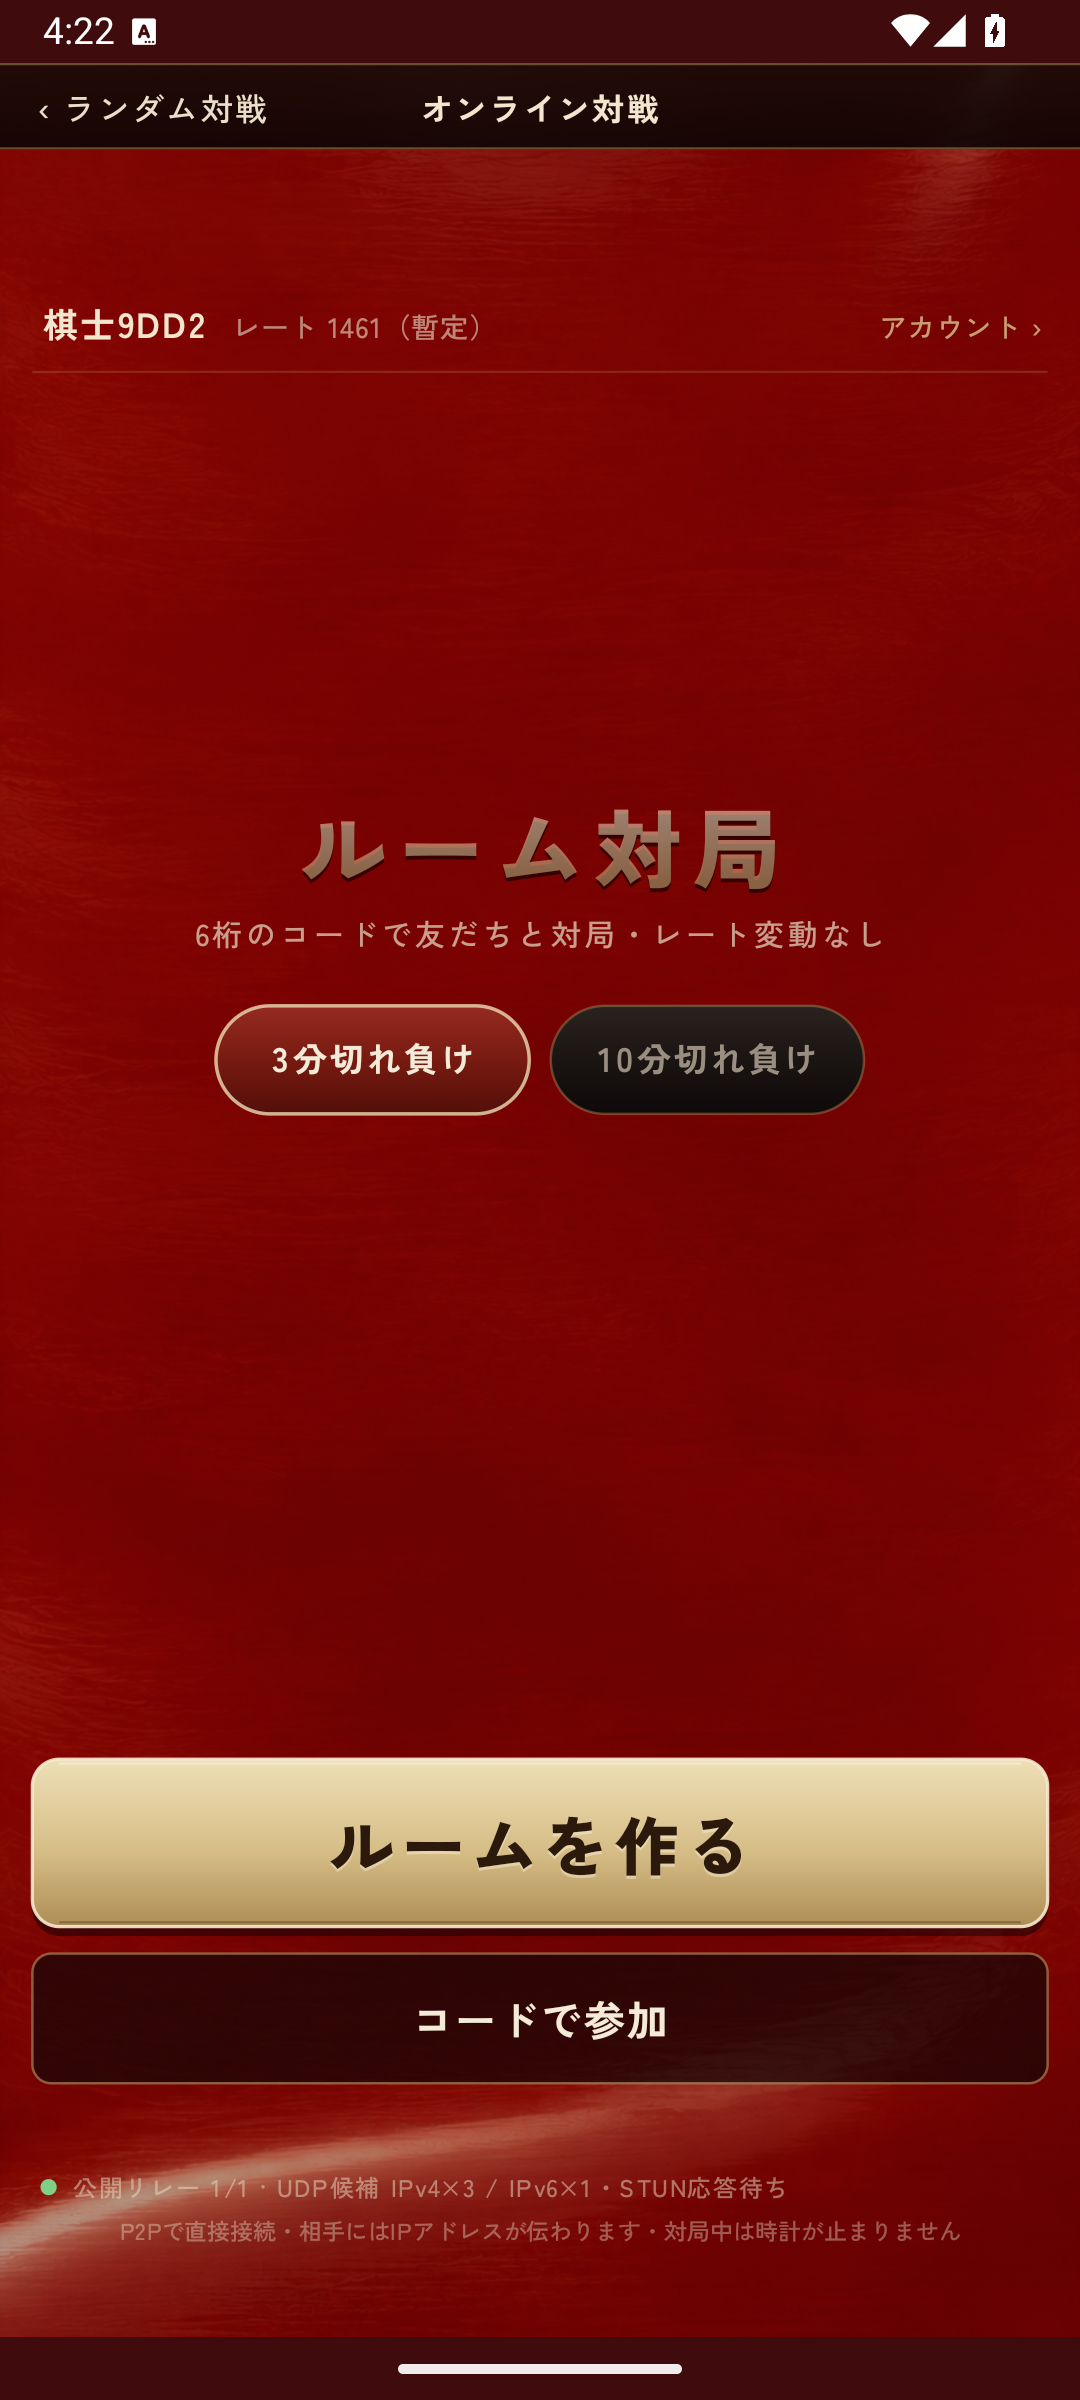 4:22
‹ ランダム対戦 オンライン対戦
棋士9DD2 レート 1461（暫定） アカウント ›
ルーム対局
6桁のコードで友だちと対局・レート変動なし
3分切れ負け 10分切れ負け
ルームを作る
コードで参加
公開リレー 1/1 · UDP候補 IPv4×3 / IPv6×1・STUN応答待ち
P2Pで直接接続・相手にはIPアドレスが伝わります・対局中は時計が止まりません